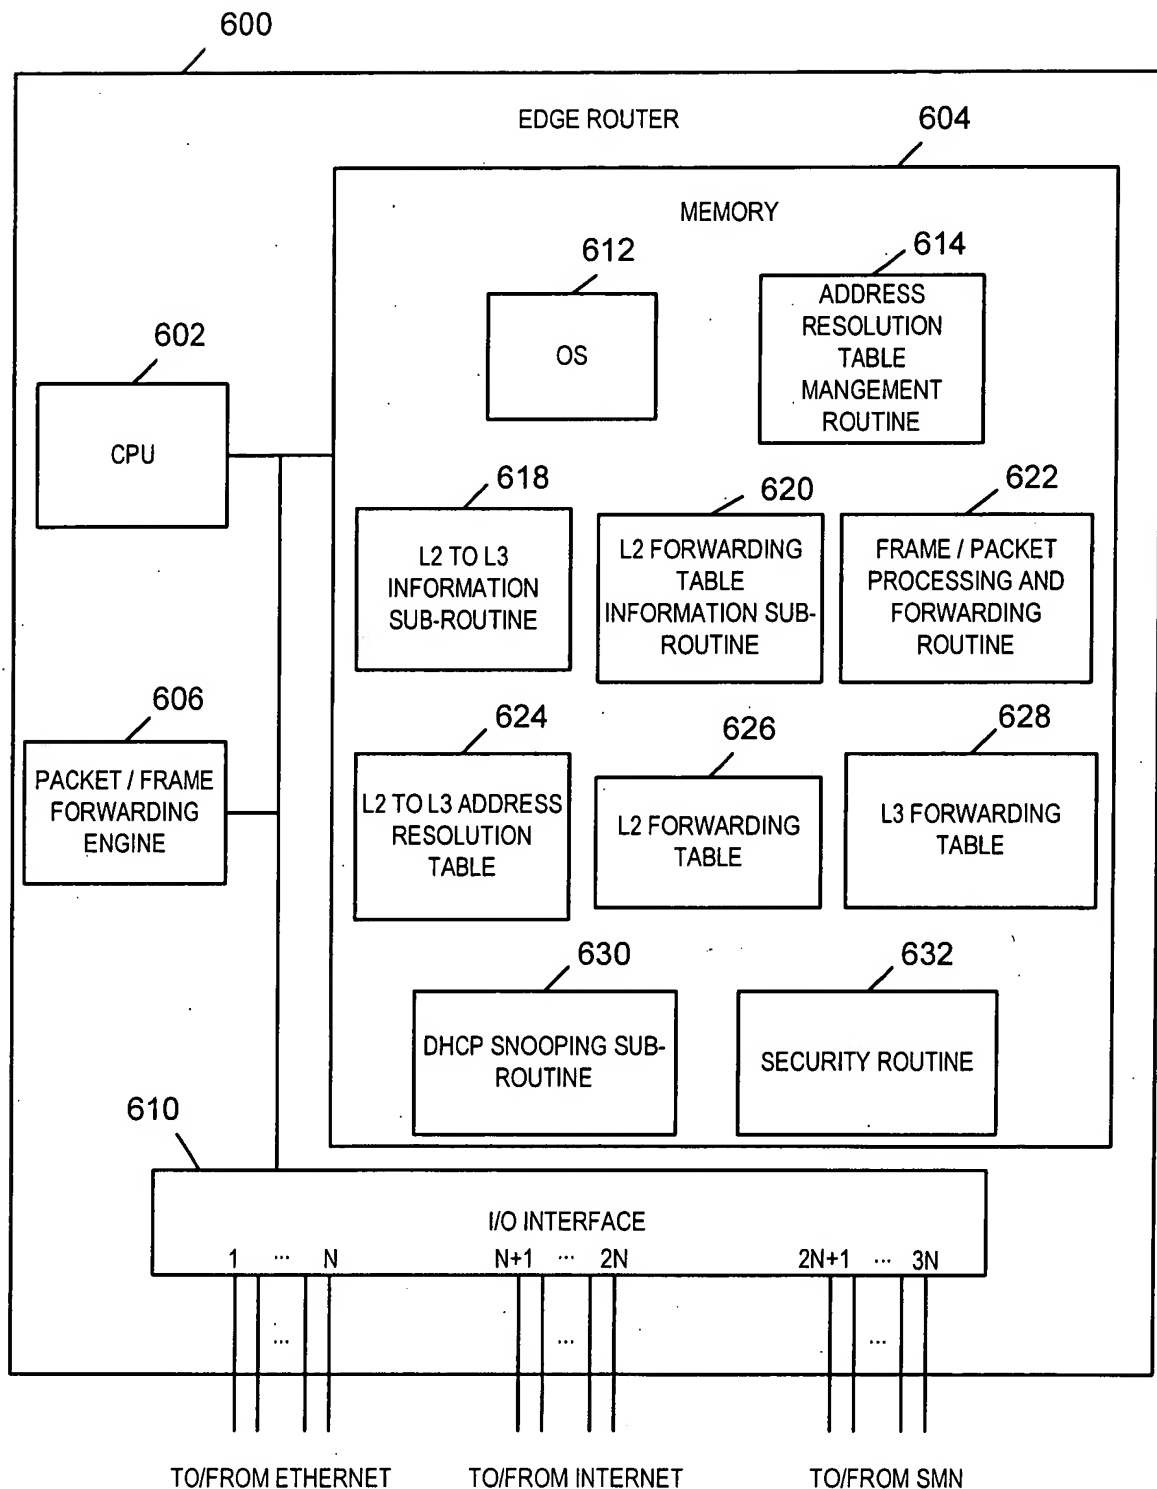 600
EDGE ROUTER
604
MEMORY
612
614
OS
ADDRESS
RESOLUTION
TABLE
MANGEMENT
ROUTINE
602
CPU
618
620
622
L2 TO L3
INFORMATION
SUB-ROUTINE
L2 FORWARDING
TABLE
INFORMATION SUB-
ROUTINE
FRAME / PACKET
PROCESSING AND
FORWARDING
ROUTINE
606
PACKET / FRAME
FORWARDING
ENGINE
624
626
628
L2 TO L3 ADDRESS
RESOLUTION
TABLE
L2 FORWARDING
TABLE
L3 FORWARDING
TABLE
630
632
DHCP SNOOPING SUB-
ROUTINE
SECURITY ROUTINE
610
I/O INTERFACE
1 ... N N+1 ... 2N 2N+1 ... 3N
... ... ...
TO/FROM ETHERNET TO/FROM INTERNET TO/FROM SMN